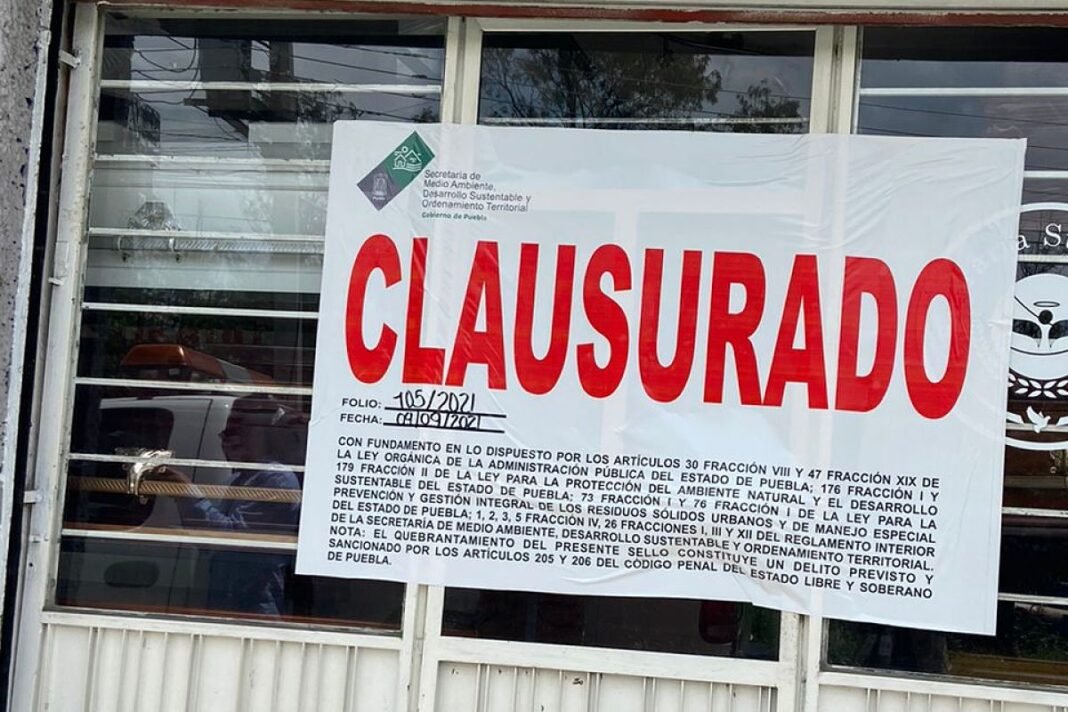 Secretaría de
Medio Ambiente,
Desarrollo Sustentable y
Ordenamiento Territorial
Gobierno de Puebla
CLAUSURADO
FOLIO: 105/2021
FECHA: 09/09/2021
CON FUNDAMENTO EN LO DISPUESTO POR LOS ARTÍCULOS 30 FRACCIÓN VIII Y 47 FRACCIÓN XIX DE
LA LEY ORGÁNICA DE LA ADMINISTRACIÓN PÚBLICA DEL ESTADO DE PUEBLA; 176 FRACCIÓN I Y
179 FRACCIÓN II DE LA LEY PARA LA PROTECCIÓN DEL AMBIENTE NATURAL Y EL DESARROLLO
SUSTENTABLE DEL ESTADO DE PUEBLA; 73 FRACCIÓN I Y 76 FRACCIÓN I DE LA LEY PARA LA
PREVENCIÓN Y GESTIÓN INTEGRAL DE LOS RESIDUOS SÓLIDOS URBANOS Y DE MANEJO ESPECIAL
DEL ESTADO DE PUEBLA; 1, 2, 3, 5 FRACCIÓN IV, 26 FRACCIONES I, III Y XII DEL REGLAMENTO INTERIOR
DE LA SECRETARÍA DE MEDIO AMBIENTE, DESARROLLO SUSTENTABLE Y ORDENAMIENTO TERRITORIAL.
NOTA: EL QUEBRANTAMIENTO DEL PRESENTE SELLO CONSTITUYE UN DELITO PREVISTO Y
SANCIONADO POR LOS ARTÍCULOS 205 Y 206 DEL CÓDIGO PENAL DEL ESTADO LIBRE Y SOBERANO
DE PUEBLA.